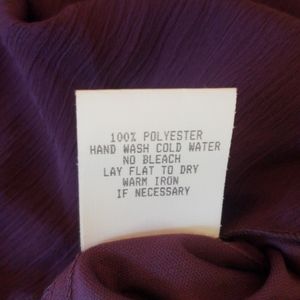 100% POLYESTER
HAND WASH COLD WATER
NO BLEACH
LAY FLAT TO DRY
WARM IRON
IF NECESSARY